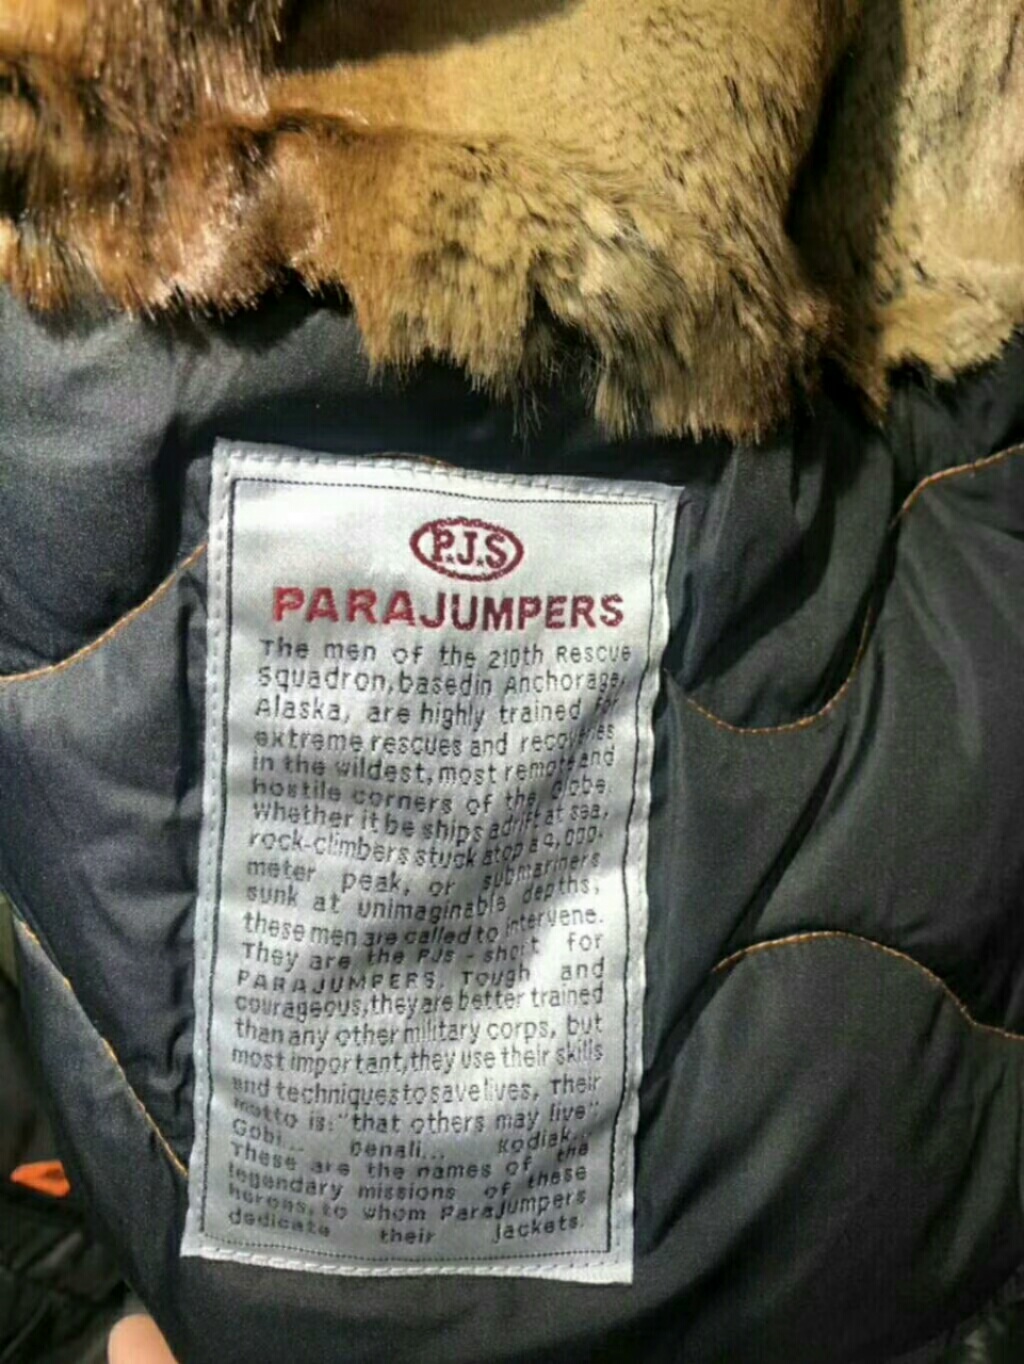 P.J.S
PARAJUMPERS
The men of the 210th Rescue
Squadron,basedin Anchorage,
Alaska, are highly trained for
extreme rescues and recoveries
in the wildest,most remote and
hostile corners of the Globe.
Whether it be ships adrift at sea,
rock-climbers stuck atop a 4,000-
meter peak, or submariners
sunk at unimaginable depths,
these men are called to intervene.
They are the PJs - short for
PARAJUMPERS. Tough and
courageous,they are better trained
than any other military corps, but
most important,they use their skills
and techniques to save lives, Their
motto is:"that others may live"
Gobi... Denali... Kodiak..
These are the names of the
legendary missions of these
heroes,to whom ParaJumpers
dedicate their jackets.